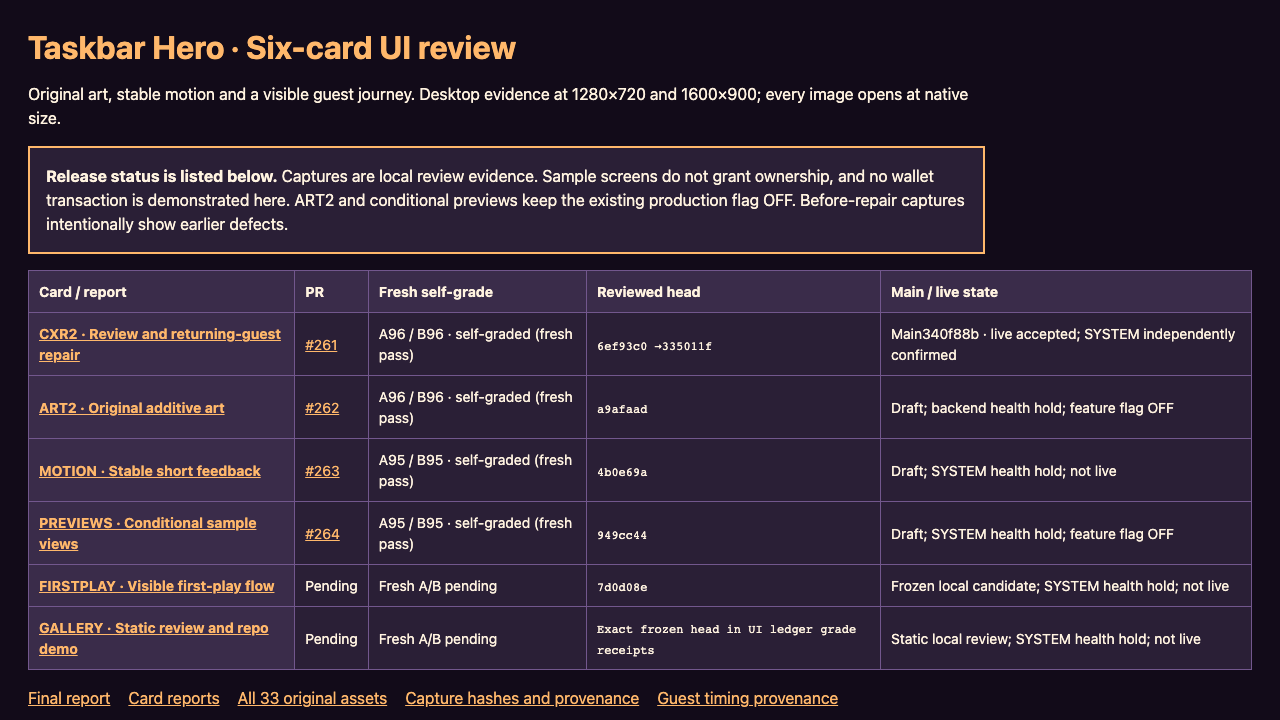 Taskbar Hero · Six-card UI review
Original art, stable motion and a visible guest journey. Desktop evidence at 1280×720 and 1600×900; every image opens at native
size.
Release status is listed below. Captures are local review evidence. Sample screens do not grant ownership, and no wallet
transaction is demonstrated here. ART2 and conditional previews keep the existing production flag OFF. Before-repair captures
intentionally show earlier defects.
Card / report PR Fresh self-grade Reviewed head Main / live state
CXR2 · Review and returning-guest
repair
#261
A96 / B96 · self-graded (fresh
pass)
6ef93c0 →335011f
Main340f88b · live accepted; SYSTEM independently
confirmed
ART2 · Original additive art
#262
A96 / B96 · self-graded (fresh
pass)
a9afaad
Draft; backend health hold; feature flag OFF
MOTION · Stable short feedback
#263
A95 / B95 · self-graded (fresh
pass)
4b0e69a
Draft; SYSTEM health hold; not live
PREVIEWS · Conditional sample
views
#264
A95 / B95 · self-graded (fresh
pass)
949cc44
Draft; SYSTEM health hold; feature flag OFF
FIRSTPLAY · Visible first-play flow
Pending
Fresh A/B pending
7d0d08e
Frozen local candidate; SYSTEM health hold; not live
GALLERY · Static review and repo
demo
Pending
Fresh A/B pending
Exact frozen head in UI ledger grade
receipts
Static local review; SYSTEM health hold; not live
Final report Card reports All 33 original assets Capture hashes and provenance Guest timing provenance